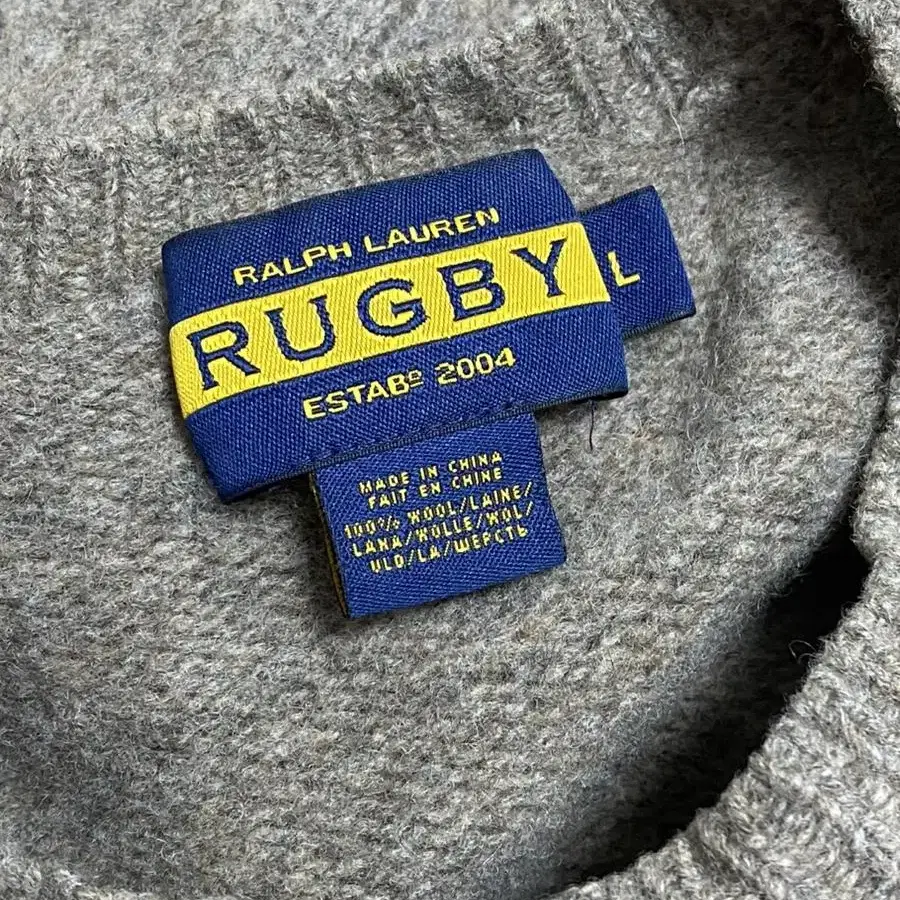 RALPH LAUREN
RUGBY
ESTABº 2004
L
MADE IN CHINA
FAIT EN CHINE
100% WOOL/LAINE/
LANA/WOLLE/WOL/
ULD/LA/ШЕРСТЬ